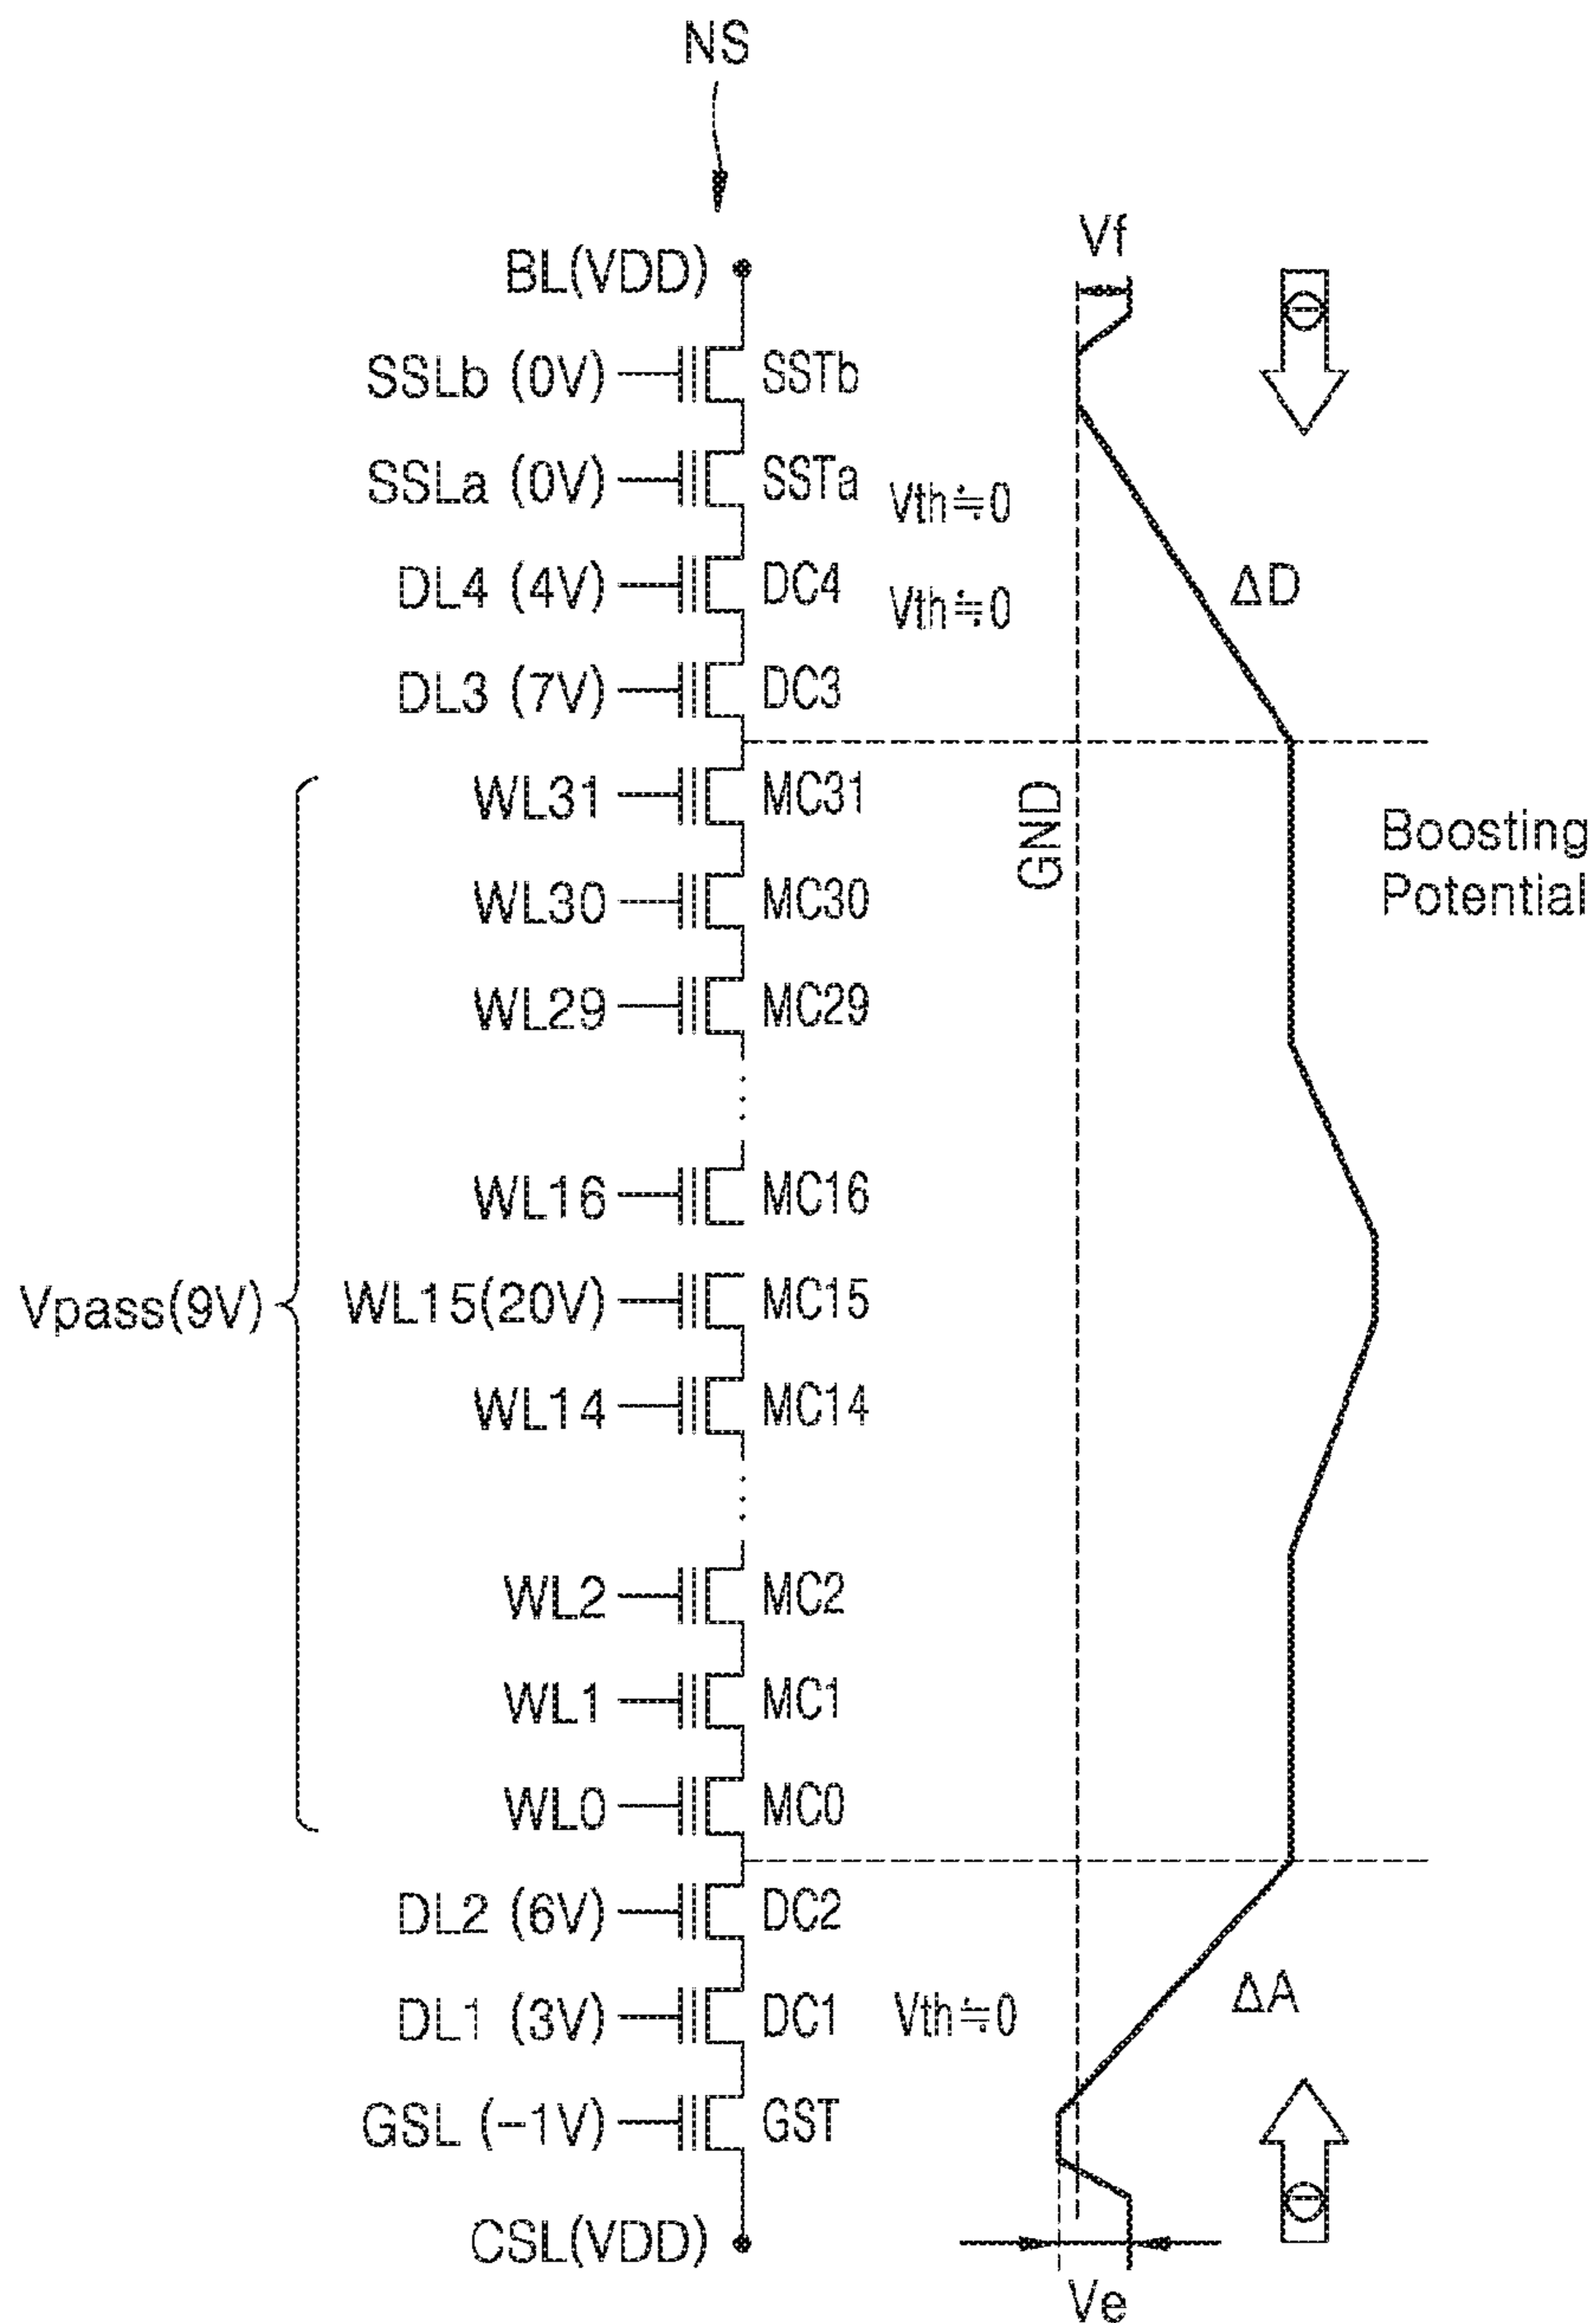 NS
Vf
BL(VDD)
SSLb (0V) SSTb
SSLa (0V) SSTa Vth≒0
DL4 (4V) DC4 Vth≒0 ΔD
DL3 (7V) DC3
WL31 MC31 GND Boosting
WL30 MC30 Potential
WL29 MC29
WL16 MC16
Vpass(9V) WL15(20V) MC15
WL14 MC14
WL2 MC2
WL1 MC1
WL0 MC0
DL2 (6V) DC2
DL1 (3V) DC1 Vth≒0 ΔA
GSL (-1V) GST
CSL(VDD)
Ve